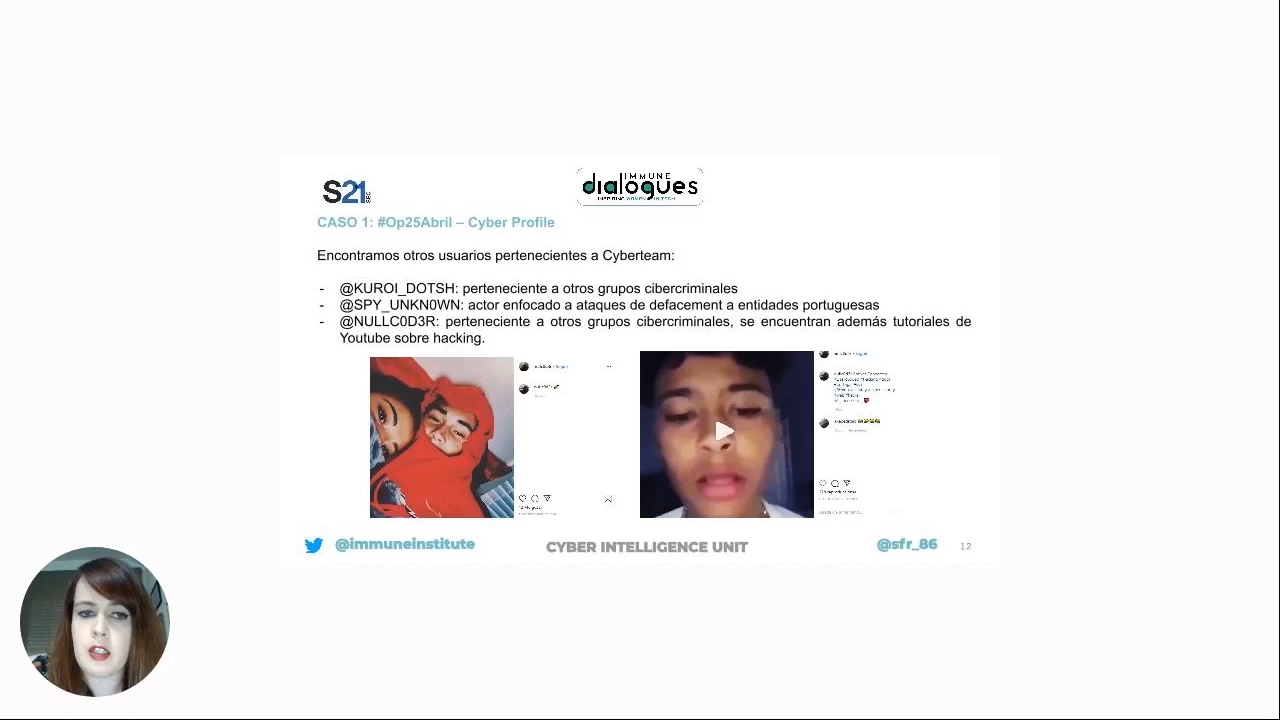 S21
SEC
IMMUNE
dialogues
CASO 1: #Op25Abril – Cyber Profile
Encontramos otros usuarios pertenecientes a Cyberteam:
- @KUROI_DOTSH: perteneciente a otros grupos cibercriminales
- @SPY_UNKN0WN: actor enfocado a ataques de defacement a entidades portuguesas
- @NULLC0D3R: perteneciente a otros grupos cibercriminales, se encuentran además tutoriales de
Youtube sobre hacking.
@immuneinstitute
CYBER INTELLIGENCE UNIT
@sfr_86
12